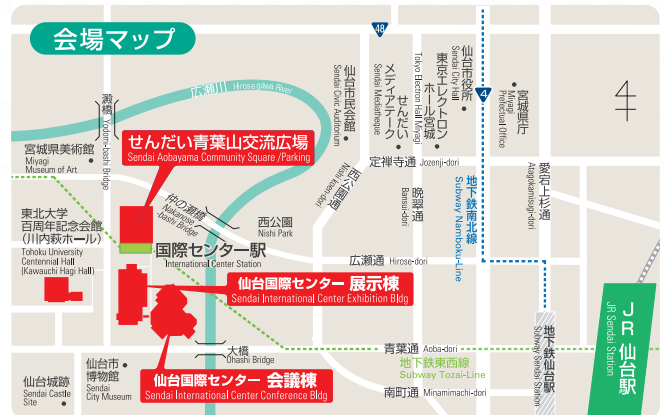 会場マップ
48
広瀬川 Hirosegawa River
澱橋
Yodomi-bashi Bridge
仙台市民会館
Sendai Civic Auditorium
せんだい
メディアテーク
Sendai Mediatheque
東京エレクトロン
ホール宮城
Tokyo Electron Hall Miyagi
仙台市役所
Sendai City Hall
4
宮城県庁
Miyagi
Prefectual Office
宮城県美術館
Miyagi
Museum of Art
せんだい青葉山交流広場
Sendai Aobayama Community Square /Parking
定禅寺通 Jozenji-dori
仲の瀬橋
Nakanose
-bashi Bridge
西公園通
Nishi koen-dori
晩翠通
Bansui-dori
地下鉄南北線
Subway Namboku-Line
愛宕上杉通
Atagokamisugi-dori
東北大学
百周年記念会館
(川内萩ホール)
Tohoku University
Centennial Hall
(Kawauchi Hagi Hall)
西公園
Nishi Park
国際センター駅
International Center Station
広瀬通 Hirose-dori
仙台国際センター 展示棟
Sendai International Center Exhibition Bldg
JR 仙台駅
JR Sendai Station
地下鉄仙台駅
Subway Sendai Station
大橋
Ohashi Bridge
青葉通 Aoba-dori
地下鉄東西線
Subway Tozai-Line
仙台城跡
Sendai Castle
Site
仙台市
博物館
Sendai
City Museum
仙台国際センター 会議棟
Sendai International Center Conference Bldg
南町通 Minamimachi-dori